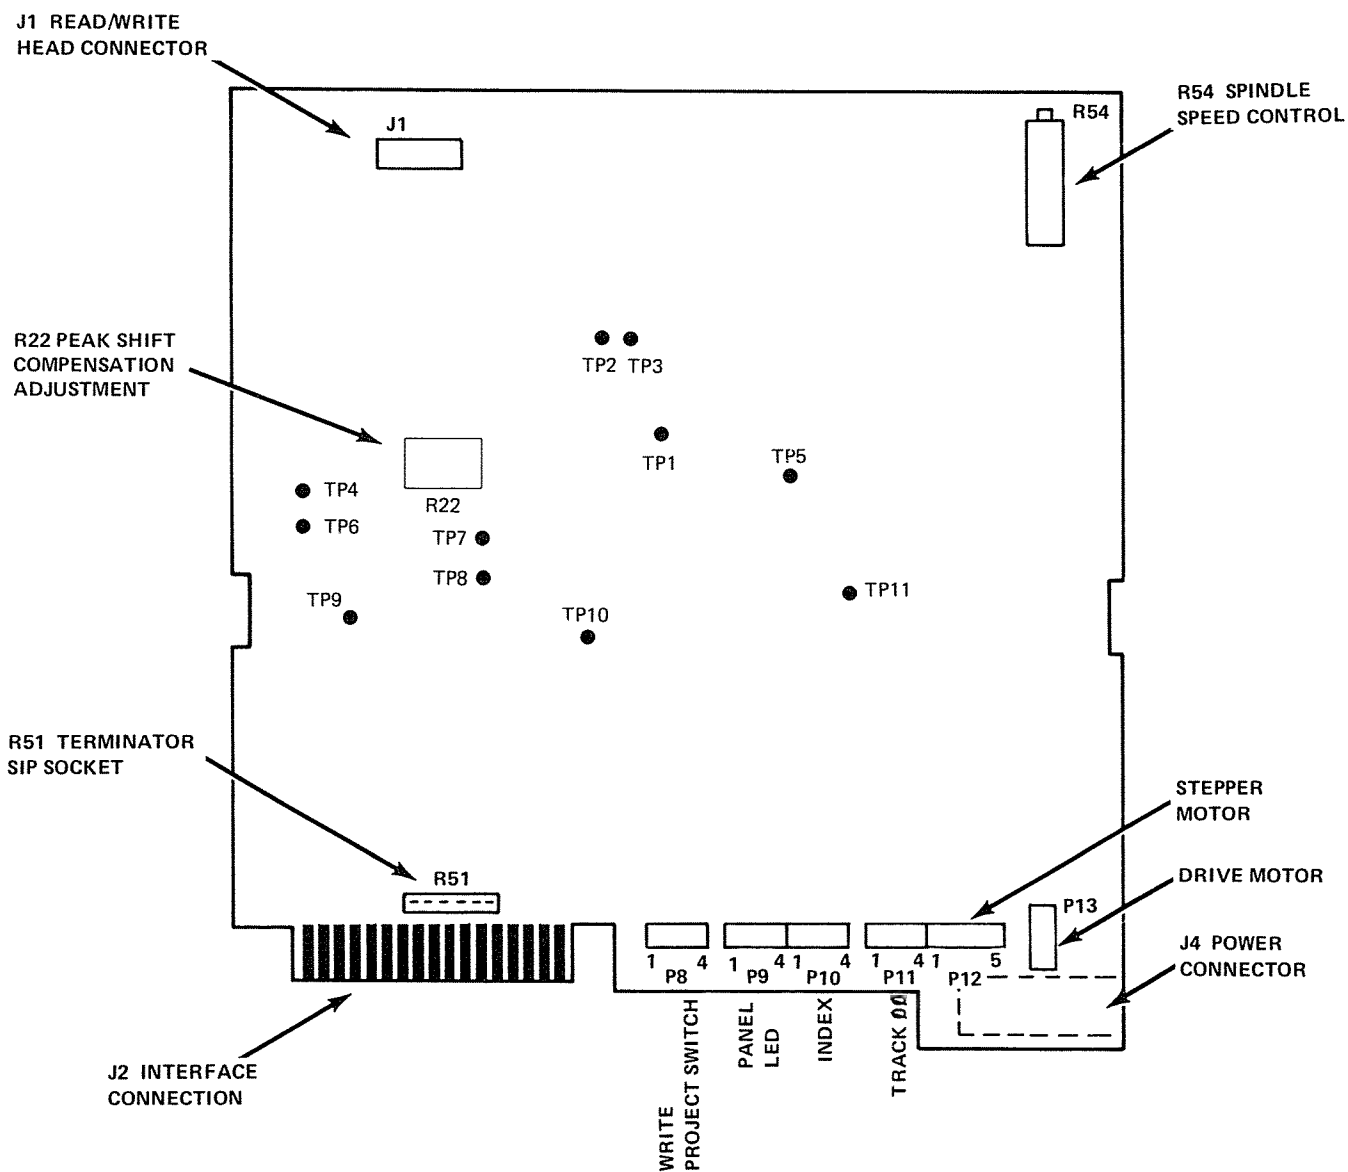 J1 READ/WRITE
HEAD CONNECTOR
R54 SPINDLE
SPEED CONTROL
J1
R54
R22 PEAK SHIFT
COMPENSATION
ADJUSTMENT
TP2 TP3
TP1
TP5
TP4
R22
TP6
TP7
TP8
TP9
TP10
TP11
R51 TERMINATOR
SIP SOCKET
STEPPER
MOTOR
R51
DRIVE MOTOR
P13
J4 POWER
CONNECTOR
1 4 1 4 1 4 1 4 1 5
P8 P9 P10 P11 P12
WRITE
PROJECT SWITCH
PANEL
LED
INDEX
TRACK 00
J2 INTERFACE
CONNECTION